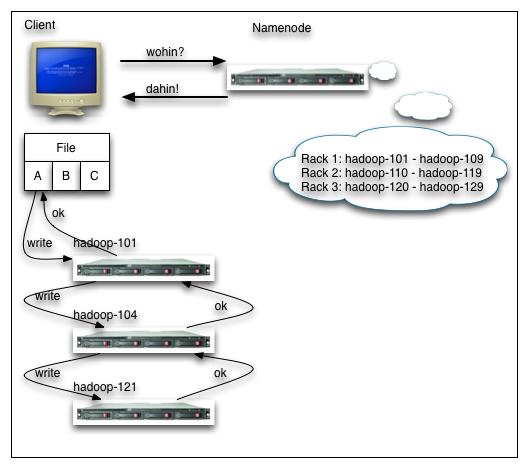 Client
Namenode
wohin?
dahin!
File
A B C
Rack 1: hadoop-101 - hadoop-109
Rack 2: hadoop-110 - hadoop-119
Rack 3: hadoop-120 - hadoop-129
ok
write
hadoop-101
write
ok
hadoop-104
write
ok
hadoop-121